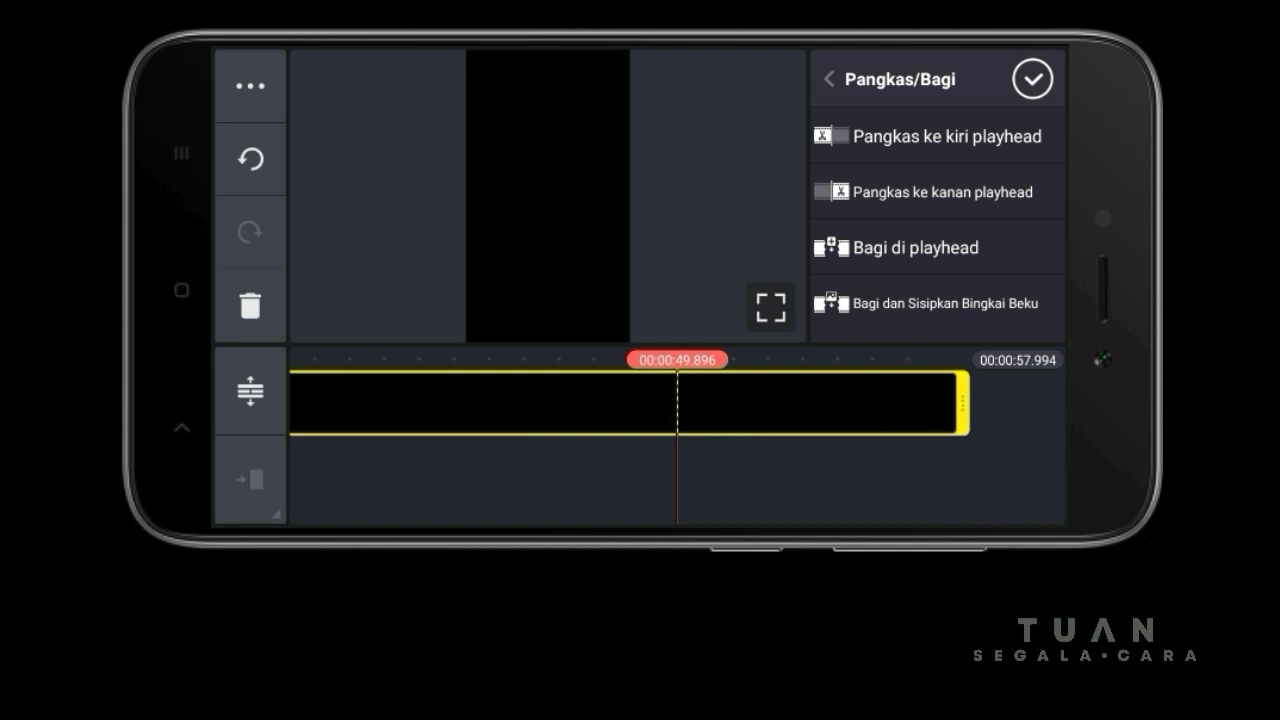 Pangkas/Bagi
Pangkas ke kiri playhead
Pangkas ke kanan playhead
Bagi di playhead
Bagi dan Sisipkan Bingkai Beku
00:00:49.896
00:00:57.994
TUAN
SEGALA•CARA